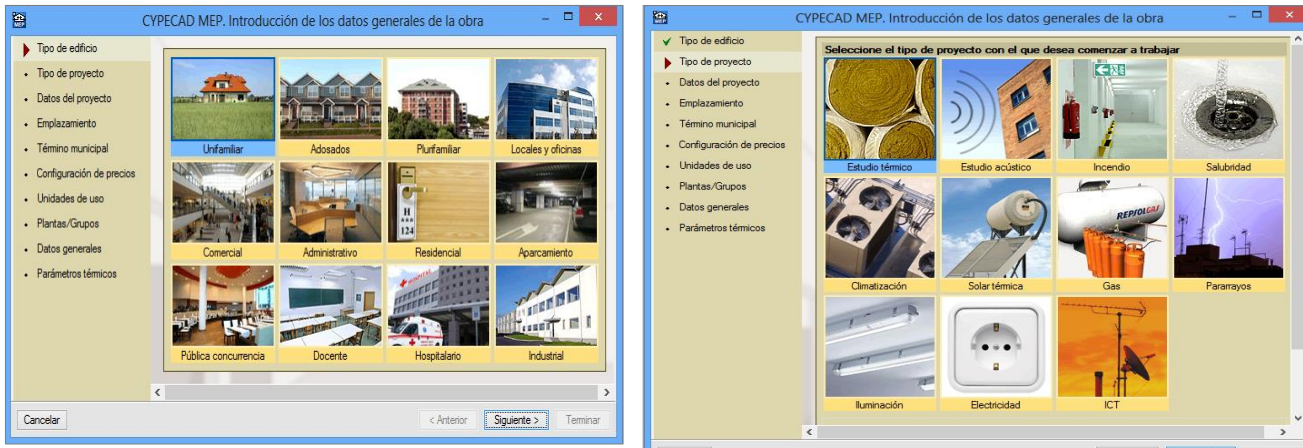 CYPECAD MEP. Introducción de los datos generales de la obra
MEP
Tipo de edificio
Tipo de proyecto
Datos del proyecto
Emplazamiento
Término municipal
Configuración de precios
Unidades de uso
Plantas/Grupos
Datos generales
Parámetros térmicos
Unifamiliar
Adosados
Plurifamiliar
Locales y oficinas
H
★★★
124
Comercial
Administrativo
Residencial
Aparcamiento
HOSPITAL
Pública concurrencia
Docente
Hospitalario
Industrial
Cancelar
< Anterior
Siguiente >
Terminar
CYPECAD MEP. Introducción de los datos generales de la obra
MEP
Tipo de edificio
Tipo de proyecto
Datos del proyecto
Emplazamiento
Término municipal
Configuración de precios
Unidades de uso
Plantas/Grupos
Datos generales
Parámetros térmicos
Seleccione el tipo de proyecto con el que desea comenzar a trabajar
Estudio térmico
Estudio acústico
Incendio
Salubridad
REPSOLGAS
Climatización
Solar térmica
Gas
Pararrayos
Iluminación
Electricidad
ICT